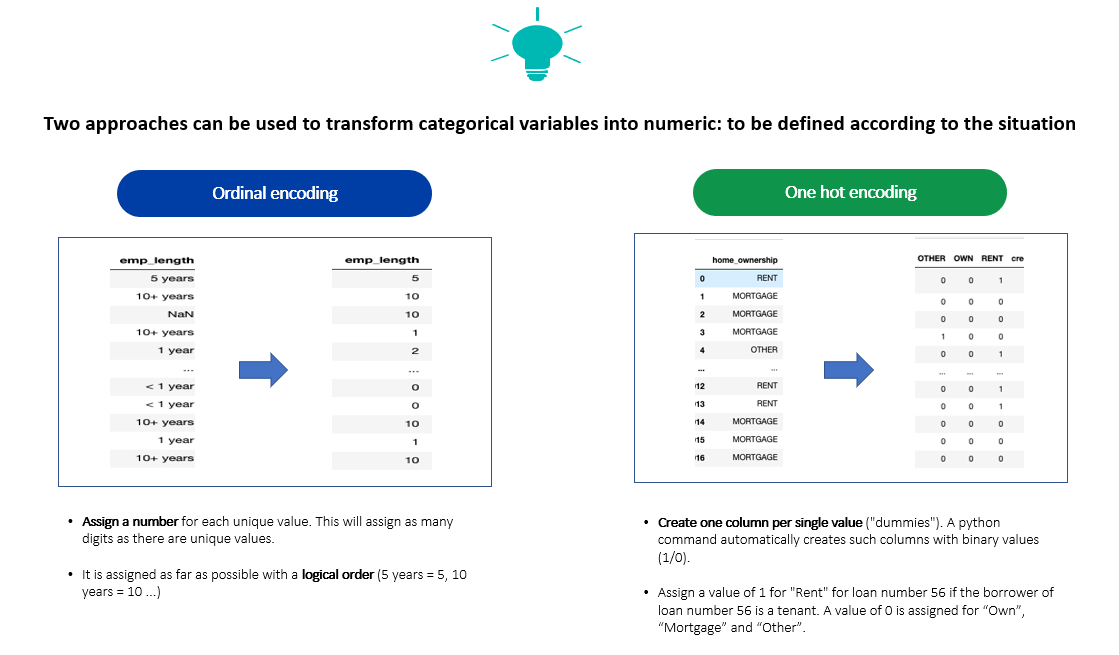 Two approaches can be used to transform categorical variables into numeric: to be defined according to the situation
Ordinal encoding
emp_length
5 years
10+ years
NaN
10+ years
1 year
...
< 1 year
< 1 year
10+ years
1 year
10+ years
emp_length
5
10
10
1
2
...
0
0
10
1
10
• Assign a number for each unique value. This will assign as many
digits as there are unique values.
• It is assigned as far as possible with a logical order (5 years = 5, 10
years = 10 ...)
One hot encoding
home_ownership
0 RENT
1 MORTGAGE
2 MORTGAGE
3 MORTGAGE
4 OTHER
... ...
12 RENT
13 RENT
14 MORTGAGE
15 MORTGAGE
16 MORTGAGE
OTHER OWN RENT cre
0 0 1
0 0 0
0 0 0
1 0 0
0 0 1
... ... ...
0 0 1
0 0 1
0 0 0
0 0 0
0 0 0
• Create one column per single value ("dummies"). A python
command automatically creates such columns with binary values
(1/0).
• Assign a value of 1 for "Rent" for loan number 56 if the borrower of
loan number 56 is a tenant. A value of 0 is assigned for “Own”,
“Mortgage” and “Other”.